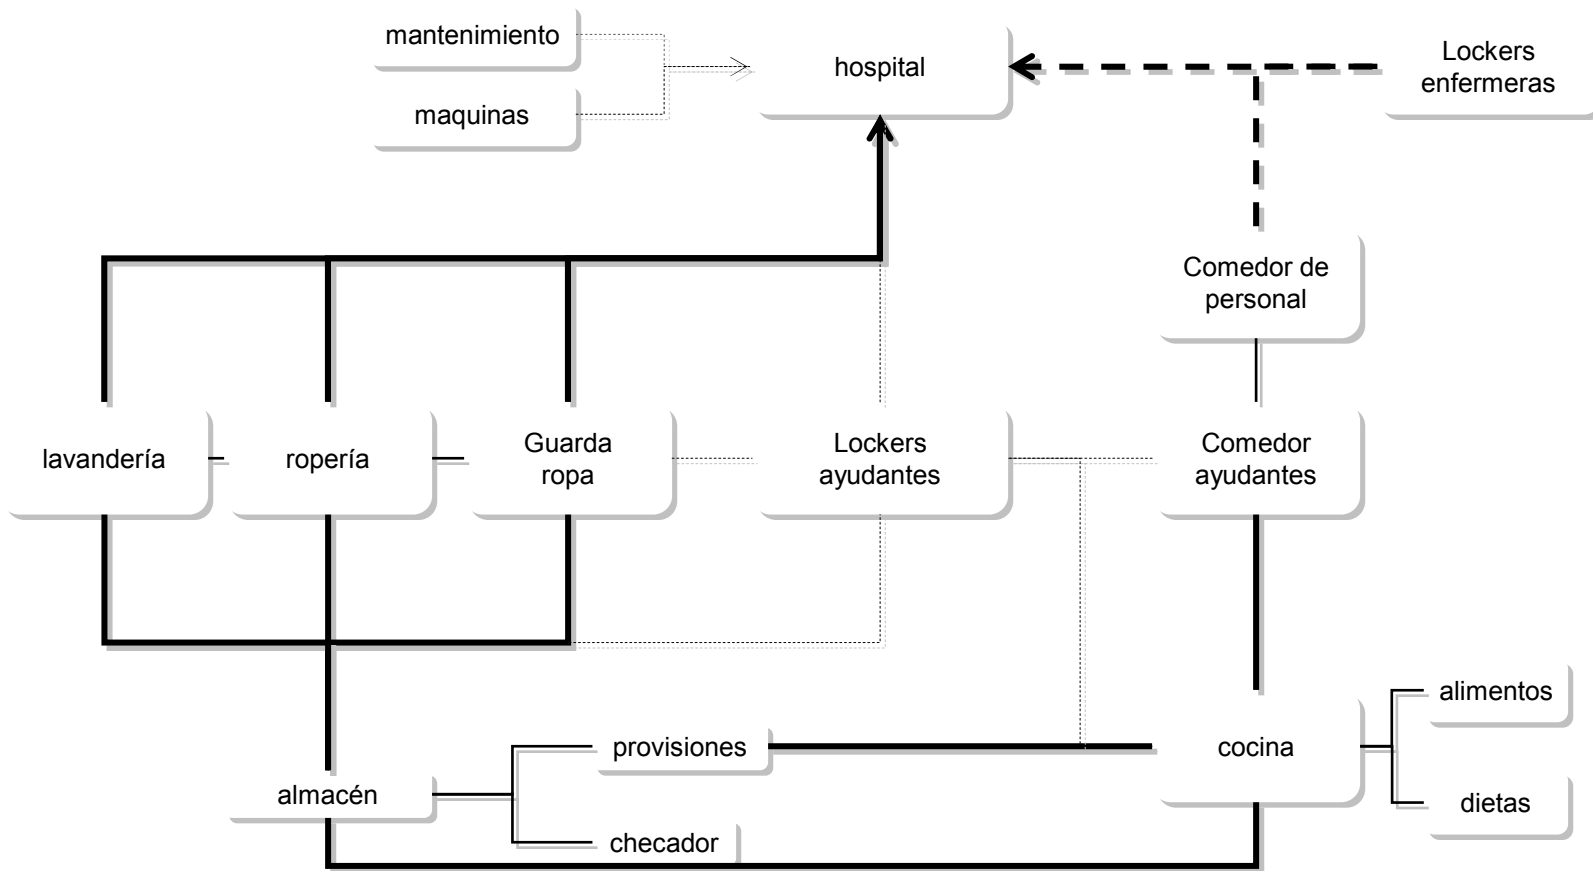 mantenimiento
hospital
Lockers
enfermeras
maquinas
Comedor de
personal
lavandería
ropería
Guarda
ropa
Lockers
ayudantes
Comedor
ayudantes
alimentos
provisiones
cocina
almacén
dietas
checador